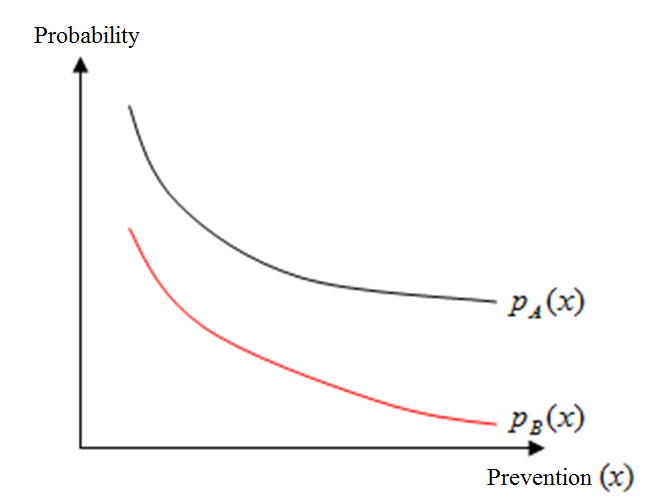 Probability
p_A(x)
p_B(x)
Prevention (x)